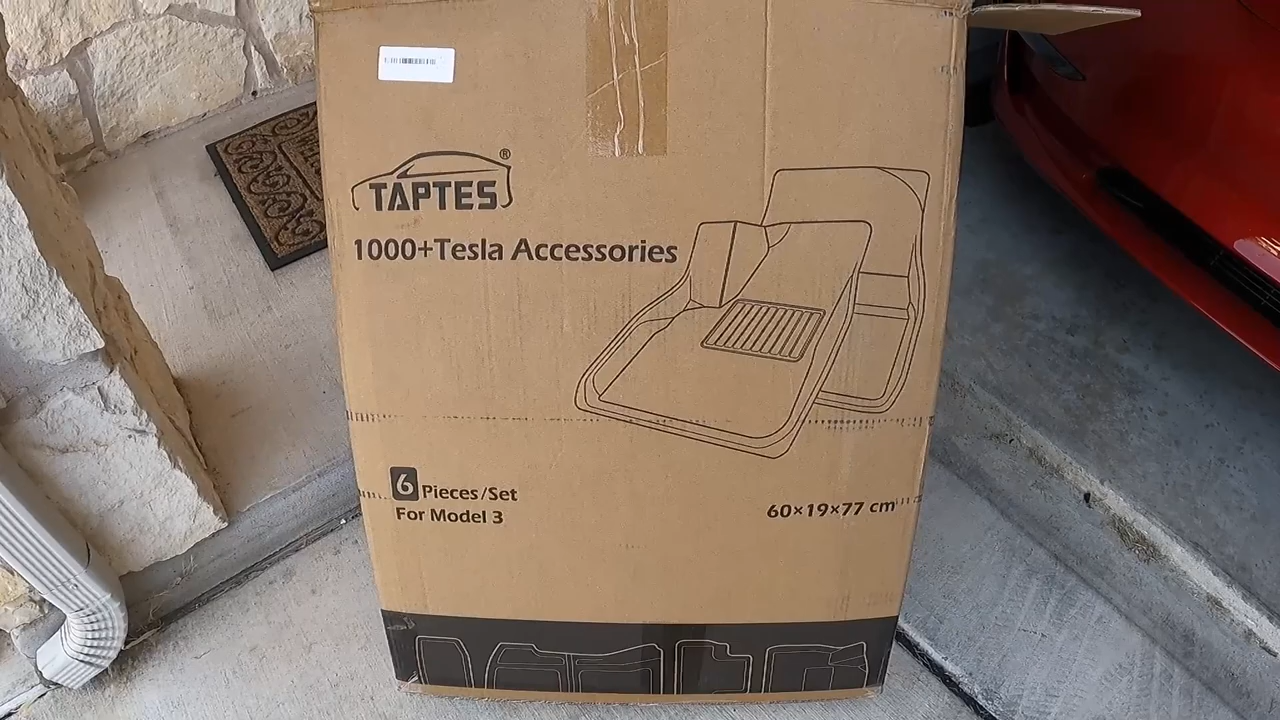 TAPTES®
1000+Tesla Accessories
6 Pieces/Set
For Model 3
60×19×77 cm